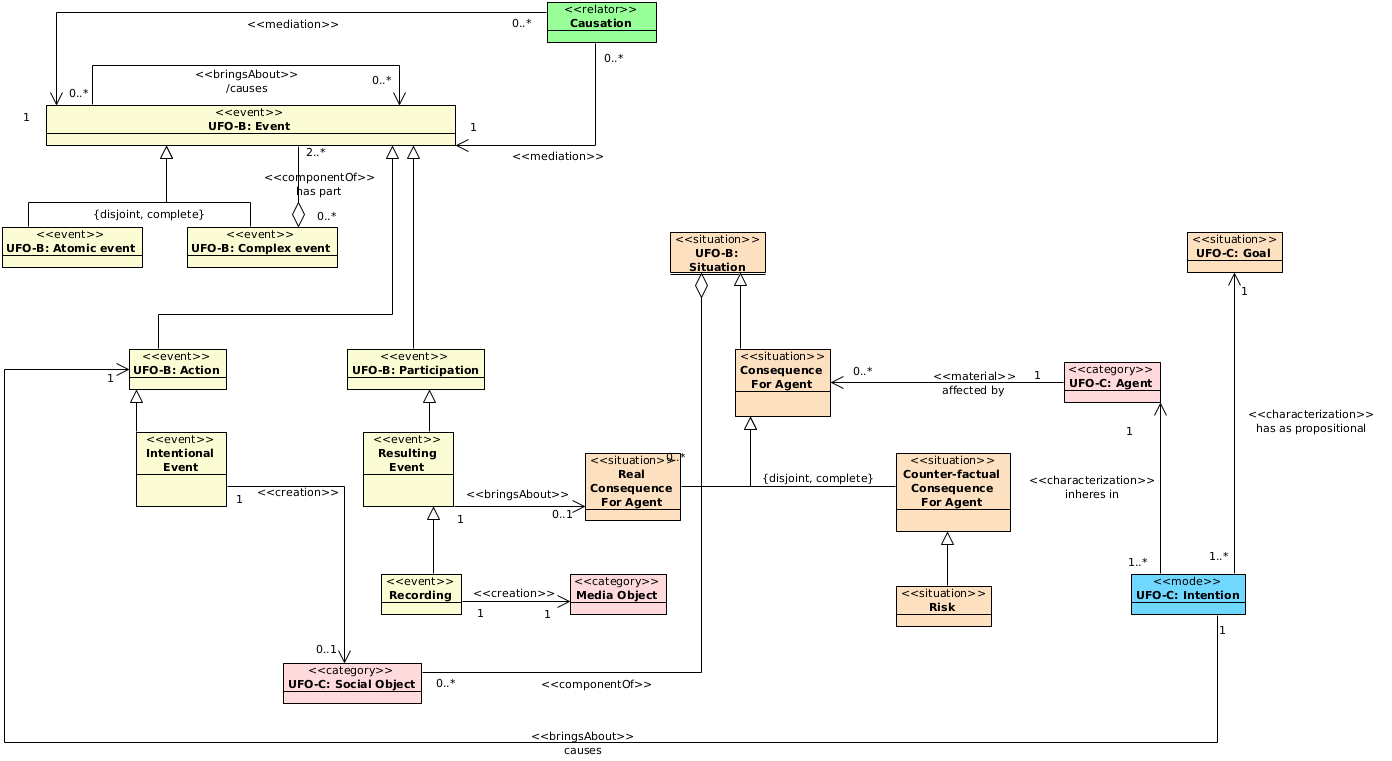 <<relator>>
Causation
<<mediation>>
0..*
0..*
<<bringsAbout>>
/causes
0..*
0..*
1
<<event>>
UFO-B: Event
1
<<mediation>>
2..*
<<componentOf>>
has part
0..*
{disjoint, complete}
<<event>>
UFO-B: Atomic event
<<event>>
UFO-B: Complex event
<<situation>>
UFO-B:
Situation
<<situation>>
UFO-C: Goal
1
<<event>>
UFO-B: Action
1
<<event>>
UFO-B: Participation
<<situation>>
Consequence
For Agent
0..*
<<material>>
affected by
1
<<category>>
UFO-C: Agent
1
<<characterization>>
has as propositional
<<event>>
Intentional
Event
<<event>>
Resulting
Event
<<situation>>
0..*
Real
Consequence
For Agent
{disjoint, complete}
<<situation>>
Counter-factual
Consequence
For Agent
<<characterization>>
inheres in
1
<<creation>>
<<bringsAbout>>
1
0..1
1..*
1..*
<<event>>
Recording
<<creation>>
1
1
<<category>>
Media Object
<<situation>>
Risk
<<mode>>
UFO-C: Intention
1
0..1
<<category>>
UFO-C: Social Object
0..*
<<componentOf>>
<<bringsAbout>>
causes